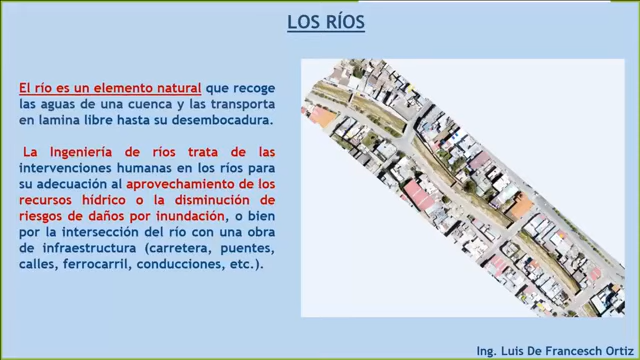 LOS RÍOS
El río es un elemento natural que recoge
las aguas de una cuenca y las transporta
en lamina libre hasta su desembocadura.
La Ingeniería de ríos trata de las
intervenciones humanas en los ríos para
su adecuación al aprovechamiento de los
recursos hídrico o la disminución de
riesgos de daños por inundación, o bien
por la intersección del río con una obra
de infraestructura (carretera, puentes,
calles, ferrocarril, conducciones, etc.).
Ing. Luis De Francesch Ortiz